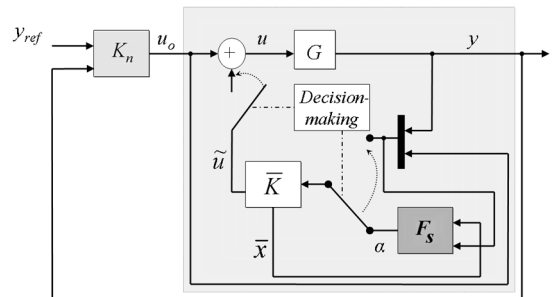 y_ref
K_n
u_o
+
u
G
y
Decision-
making
ũ
K̅
x̅
α
F_s